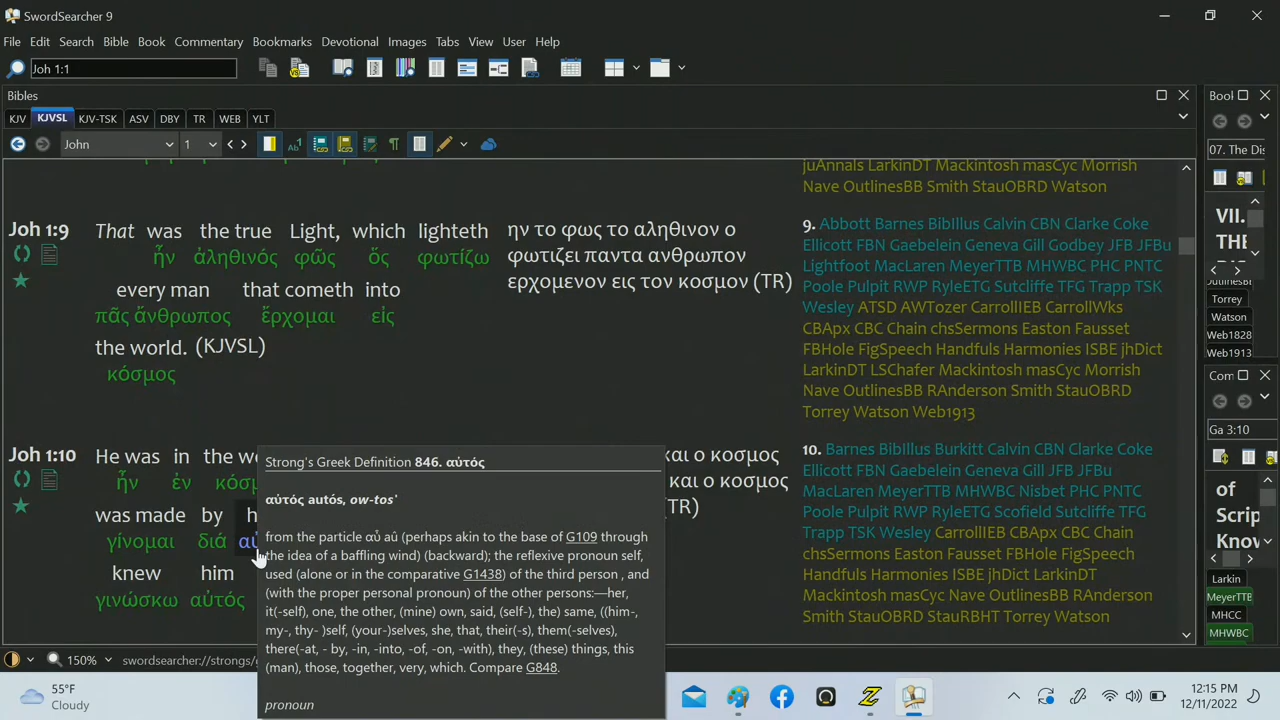 SwordSearcher 9
File Edit Search Bible Book Commentary Bookmarks Devotional Images Tabs View User Help
Joh 1:1
Bibles
Bool
KJV KJVSL KJV-TSK ASV DBY TR WEB YLT
John 1
07. The Dis
juAnnals LarkinDT Mackintosh masCyc Morrish
Nave OutlinesBB Smith StauOBRD Watson
Joh 1:9 That was the true Light, which lighteth
ἦν ἀληθινός φῶς ὅς φωτίζω
every man that cometh into
πᾶς ἄνθρωπος ἔρχομαι εἰς
the world. (KJVSL)
κόσμος
ην το φως το αληθινον ο
φωτιζει παντα ανθρωπον
ερχομενον εις τον κοσμον (TR)
9. Abbott Barnes BibIllus Calvin CBN Clarke Coke
Ellicott FBN Gaebelein Geneva Gill Godbey JFB JFBu
Lightfoot MacLaren MeyerTTB MHWBC PHC PNTC
Poole Pulpit RWP RyleETG Sutcliffe TFG Trapp TSK
Wesley ATSD AWTozer CarrollIEB CarrollWks
CBApx CBC Chain chsSermons Easton Fausset
FBHole FigSpeech Handfuls Harmonies ISBE jhDict
LarkinDT LSChafer Mackintosh masCyc Morrish
Nave OutlinesBB RAnderson Smith StauOBRD
Torrey Watson Web1913
VII.
THE
Torrey
Watson
Web1828
Web1913
Com
Ga 3:10
Joh 1:10 He was in the wo
ἦν ἐν κόσμ
was made by h
γίνομαι διά αὐ
knew him
γινώσκω αὐτός
αι ο κοσμος
και ο κοσμος
(TR)
10. Barnes BibIllus Burkitt Calvin CBN Clarke Coke
Ellicott FBN Gaebelein Geneva Gill JFB JFBu
MacLaren MeyerTTB MHWBC Nisbet PHC PNTC
Poole Pulpit RWP RyleETG Scofield Sutcliffe TFG
Trapp TSK Wesley CarrollIEB CBApx CBC Chain
chsSermons Easton FBHole FigSpeech
Handfuls Harmonies ISBE jhDict LarkinDT
Mackintosh masCyc Nave OutlinesBB RAnderson
Smith StauOBRD StauRBHT Torrey Watson
of
Scrip
Know
Larkin
MeyerTTB
MHCC
MHWBC
Strong's Greek Definition 846. αὐτός
αὐτός autós, ow-tos'
from the particle αὖ aû (perhaps akin to the base of G109 through
the idea of a baffling wind) (backward); the reflexive pronoun self,
used (alone or in the comparative G1438) of the third person , and
(with the proper personal pronoun) of the other persons:—her,
it(-self), one, the other, (mine) own, said, (self-), the) same, ((him-,
my-, thy- )self, (your-)selves, she, that, their(-s), them(-selves),
there(-at, - by, -in, -into, -of, -on, -with), they, (these) things, this
(man), those, together, very, which. Compare G848.
pronoun
150% swordsearcher://strongs/g
55°F
Cloudy
12:15 PM
12/11/2022